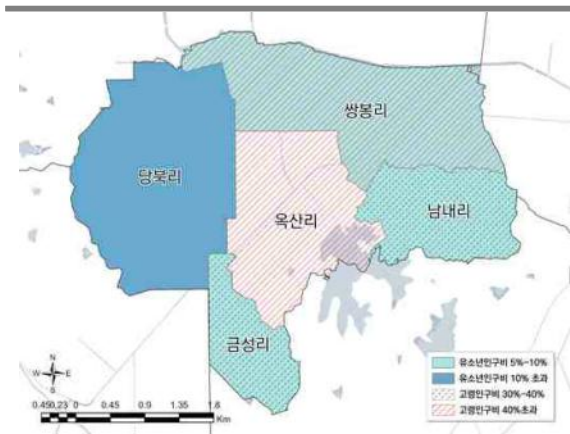 쌍봉리
당북리
남내리
옥산리
금성리
N
W E
S
0.45 0.23 0 0.45 0.9 1.35 1.8
Km
유소년인구비 5%-10%
유소년인구비 10% 초과
고령인구비 30%-40%
고령인구비 40%초과